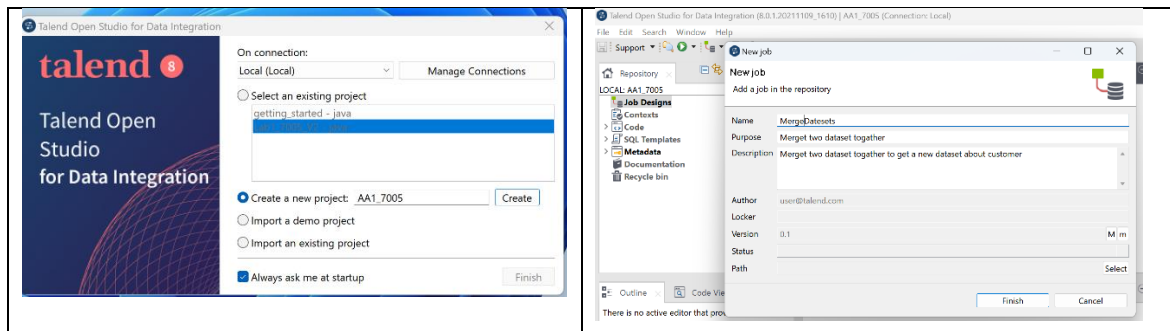 Talend Open Studio for Data Integration
talend 8
Talend Open
Studio
for Data Integration
On connection:
Local (Local)
Manage Connections
Select an existing project
getting_started - java
Create a new project: AA1_7005
Create
Import a demo project
Import an existing project
Always ask me at startup
Finish
Talend Open Studio for Data Integration (8.0.1.20211109_1610) | AA1_7005 (Connection: Local)
File Edit Search Window Help
Support
Repository
LOCAL: AA1_7005
Job Designs
Contexts
Code
SQL Templates
Metadata
Documentation
Recycle bin
Outline
Code Vie
There is no active editor that prov
New job
New job
Add a job in the repository
Name MergeDatesets
Purpose Merget two dataset togather
Description Merget two dataset togather to get a new dataset about customer
Author user@talend.com
Locker
Version 0.1 M m
Status
Path Select
Finish Cancel